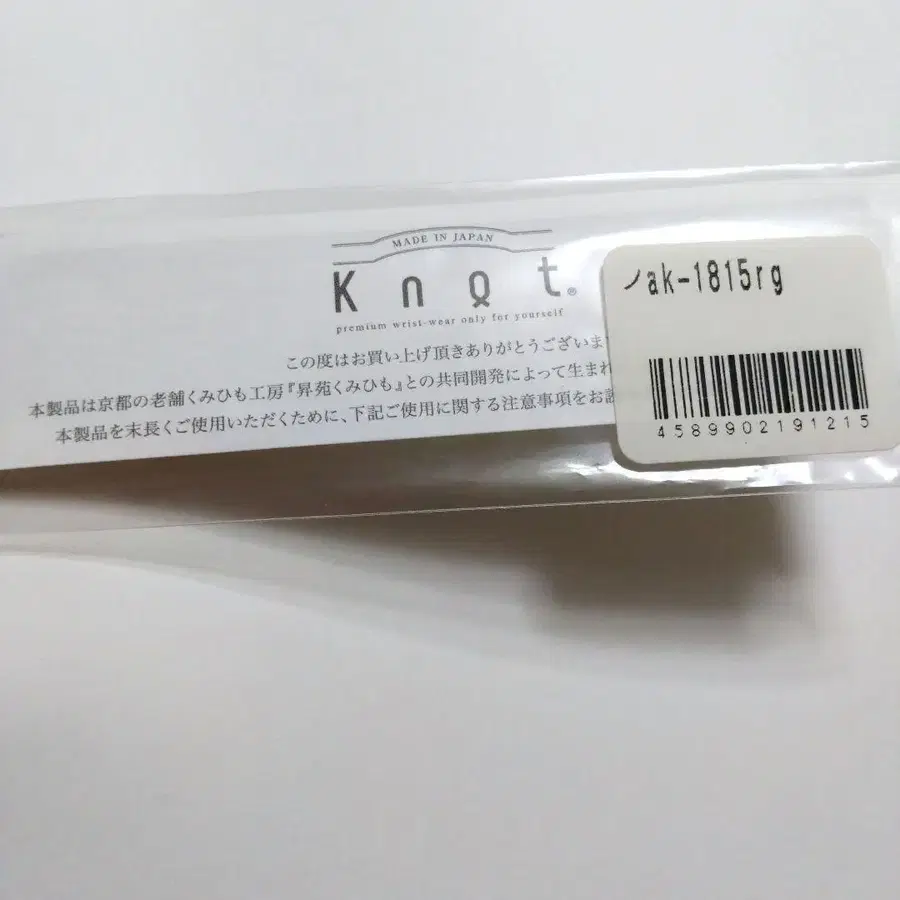 MADE IN JAPAN
Knot®
premium wrist-wear only for yourself
この度はお買い上げ頂きありがとうございま
本製品は京都の老舗くみひも工房『昇苑くみひも』との共同開発によって生まれ
本製品を末長くご使用いただくために、下記ご使用に関する注意事項をお読
ノak-1815rg
4589902191215